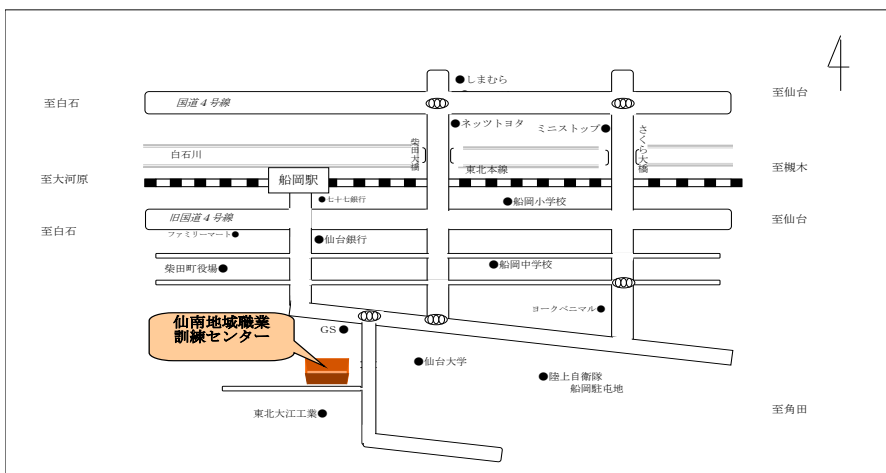 しまむら
至仙台
至白石
国道４号線
ネッツトヨタ
ミニストップ
柴田大橋
さくら大橋
白石川
東北本線
至槻木
至大河原
船岡駅
七十七銀行
船岡小学校
旧国道４号線
至仙台
至白石
ファミリーマート
仙台銀行
柴田町役場
船岡中学校
ヨークベニマル
仙南地域職業
訓練センター
GS
仙台大学
陸上自衛隊
船岡駐屯地
東北大江工業
至角田